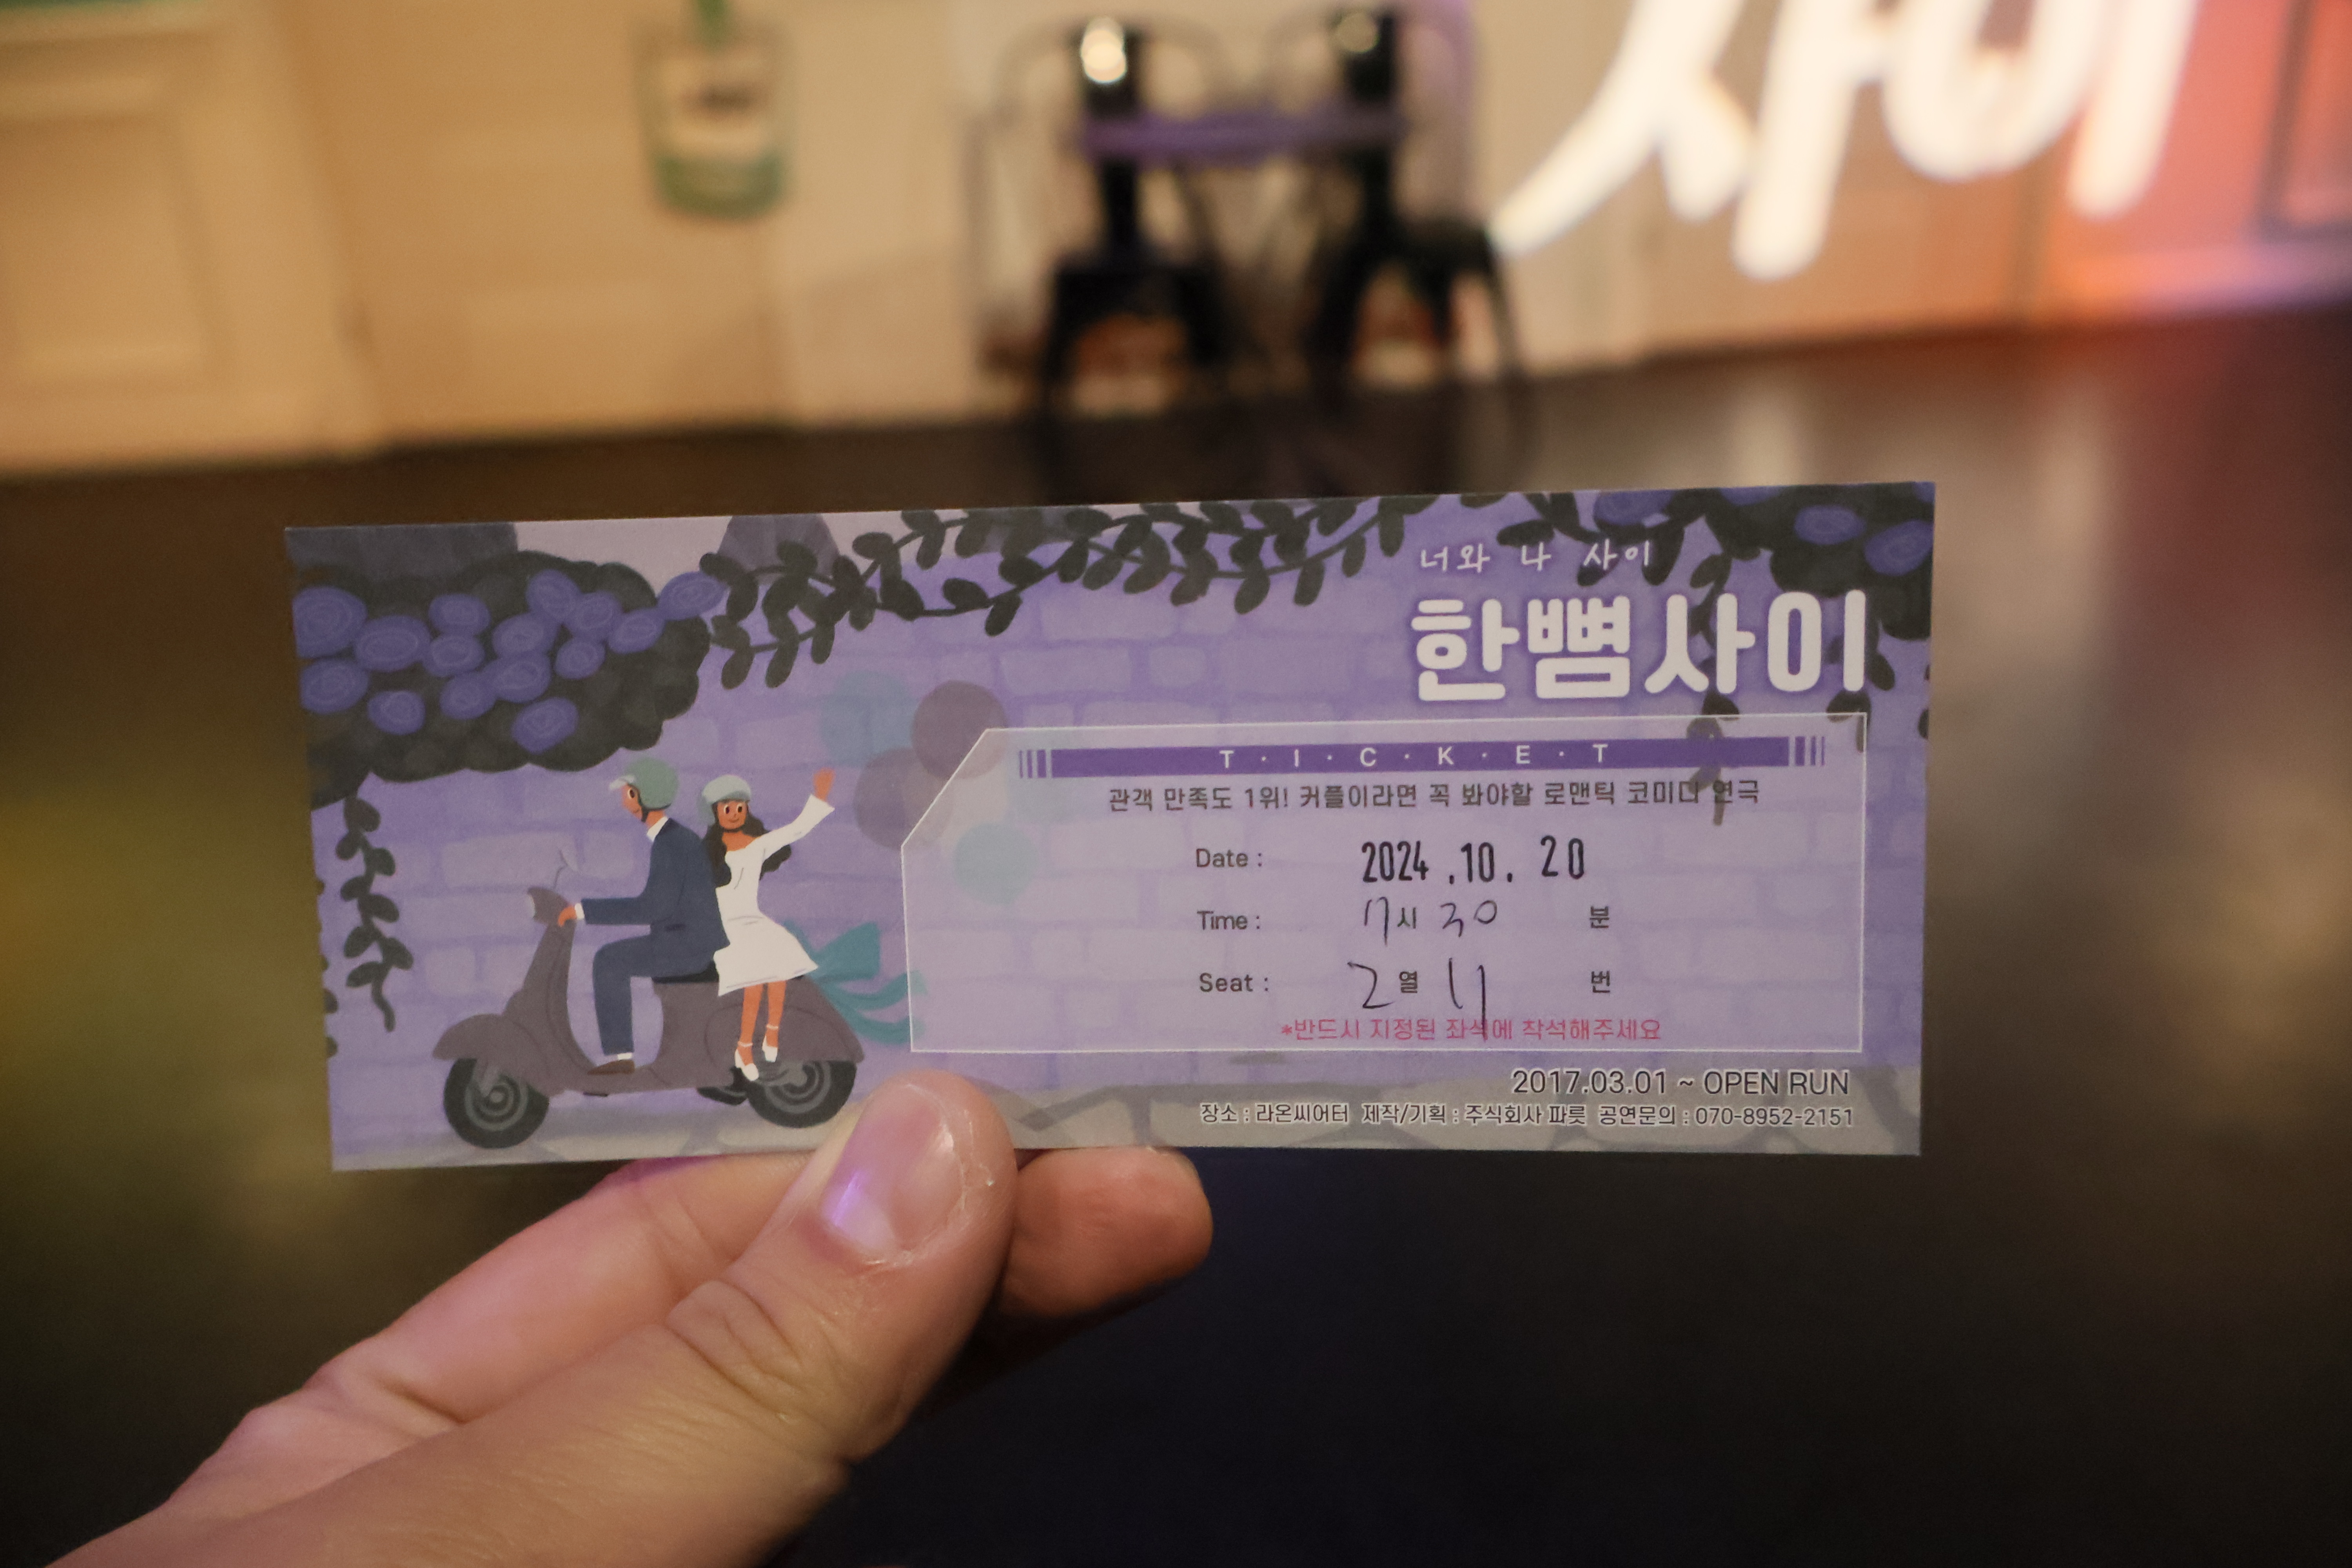 사이
너와 나 사이
한뼘사이
T·I·C·K·E·T
관객 만족도 1위! 커플이라면 꼭 봐야할 로맨틱 코미디 연극
Date : 2024 .10. 20
Time : 17시 30 분
Seat : 2열 11 번
*반드시 지정된 좌석에 착석해주세요
2017.03.01 ~ OPEN RUN
장소 : 라온씨어터 제작/기획 : 주식회사 파릇 공연문의 : 070-8952-2151